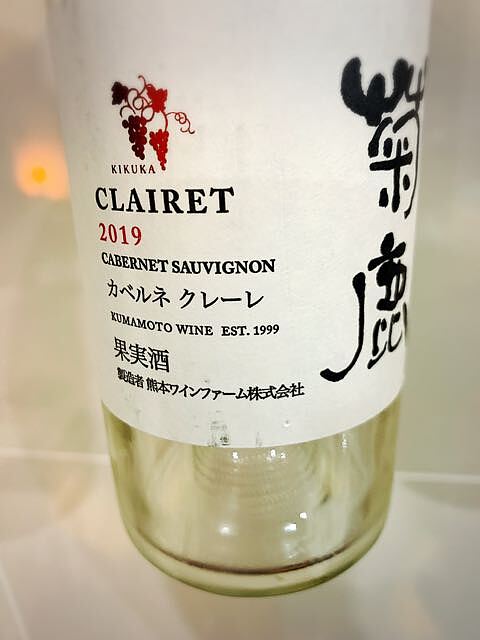 KIKUKA
CLAIRET
2019
CABERNET SAUVIGNON
カベルネ クレーレ
KUMAMOTO WINE EST. 1999
果実酒
製造者 熊本ワインファーム株式会社
菊鹿